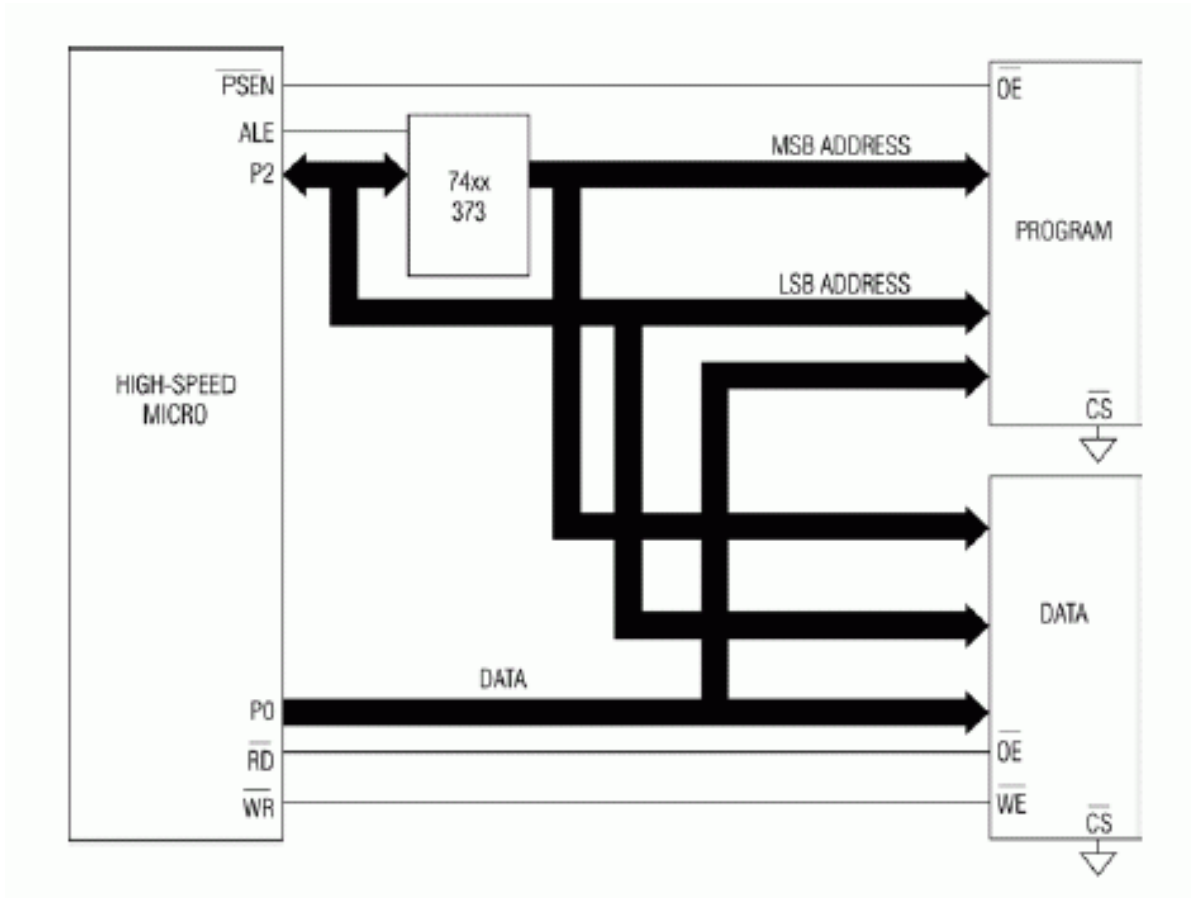 PSEN
ALE
P2
74xx
373
MSB ADDRESS
OE
PROGRAM
LSB ADDRESS
HIGH-SPEED
MICRO
CS
DATA
DATA
P0
RD
WR
OE
WE
CS